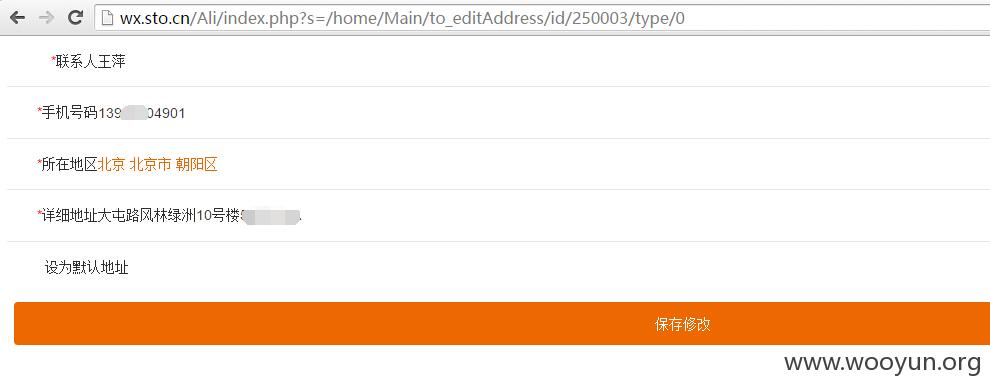 wx.sto.cn/Ali/index.php?s=/home/Main/to_editAddress/id/250003/type/0
*联系人王萍
*手机号码139 04901
*所在地区北京 北京市 朝阳区
*详细地址大屯路风林绿洲10号楼
设为默认地址
保存修改
www.wooyun.org